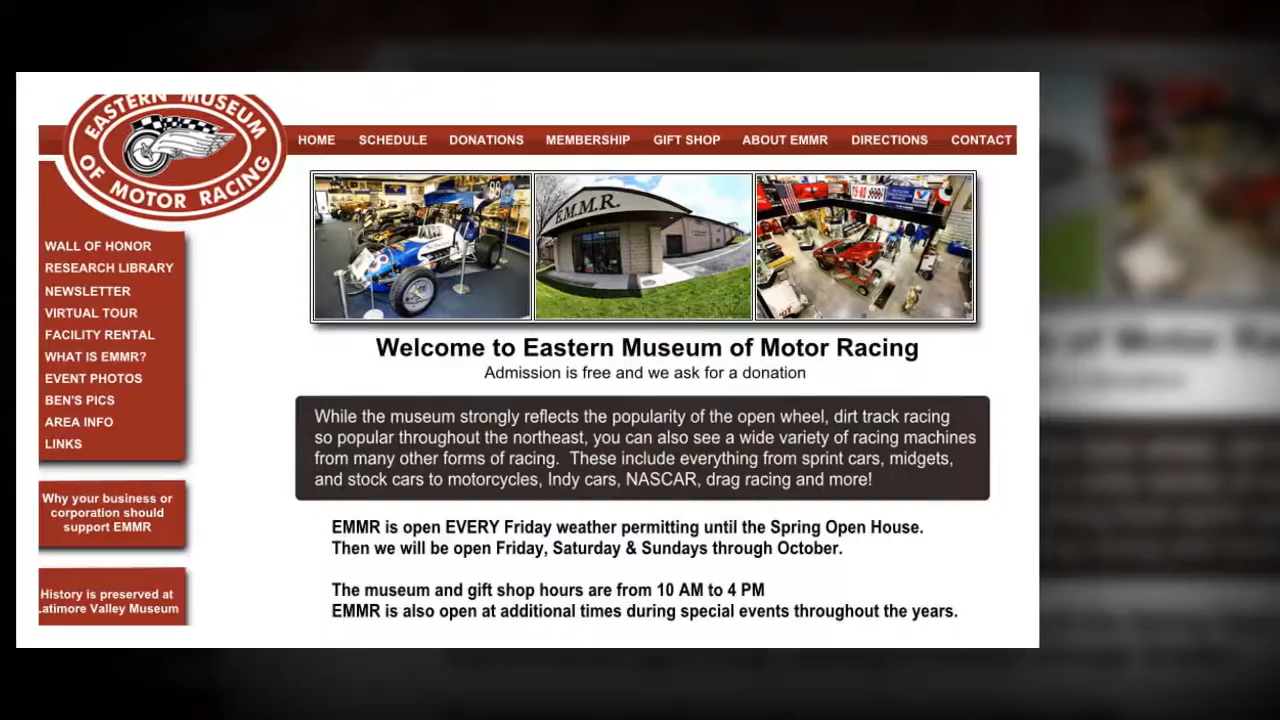 EASTERN MUSEUM
OF MOTOR RACING
HOME SCHEDULE DONATIONS MEMBERSHIP GIFT SHOP ABOUT EMMR DIRECTIONS CONTACT
E.M.M.R.
WALL OF HONOR
RESEARCH LIBRARY
NEWSLETTER
VIRTUAL TOUR
FACILITY RENTAL
WHAT IS EMMR?
EVENT PHOTOS
BEN'S PICS
AREA INFO
LINKS
Why your business or
corporation should
support EMMR
History is preserved at
Latimore Valley Museum
Welcome to Eastern Museum of Motor Racing
Admission is free and we ask for a donation
While the museum strongly reflects the popularity of the open wheel, dirt track racing
so popular throughout the northeast, you can also see a wide variety of racing machines
from many other forms of racing. These include everything from sprint cars, midgets,
and stock cars to motorcycles, Indy cars, NASCAR, drag racing and more!
EMMR is open EVERY Friday weather permitting until the Spring Open House.
Then we will be open Friday, Saturday & Sundays through October.
The museum and gift shop hours are from 10 AM to 4 PM
EMMR is also open at additional times during special events throughout the years.